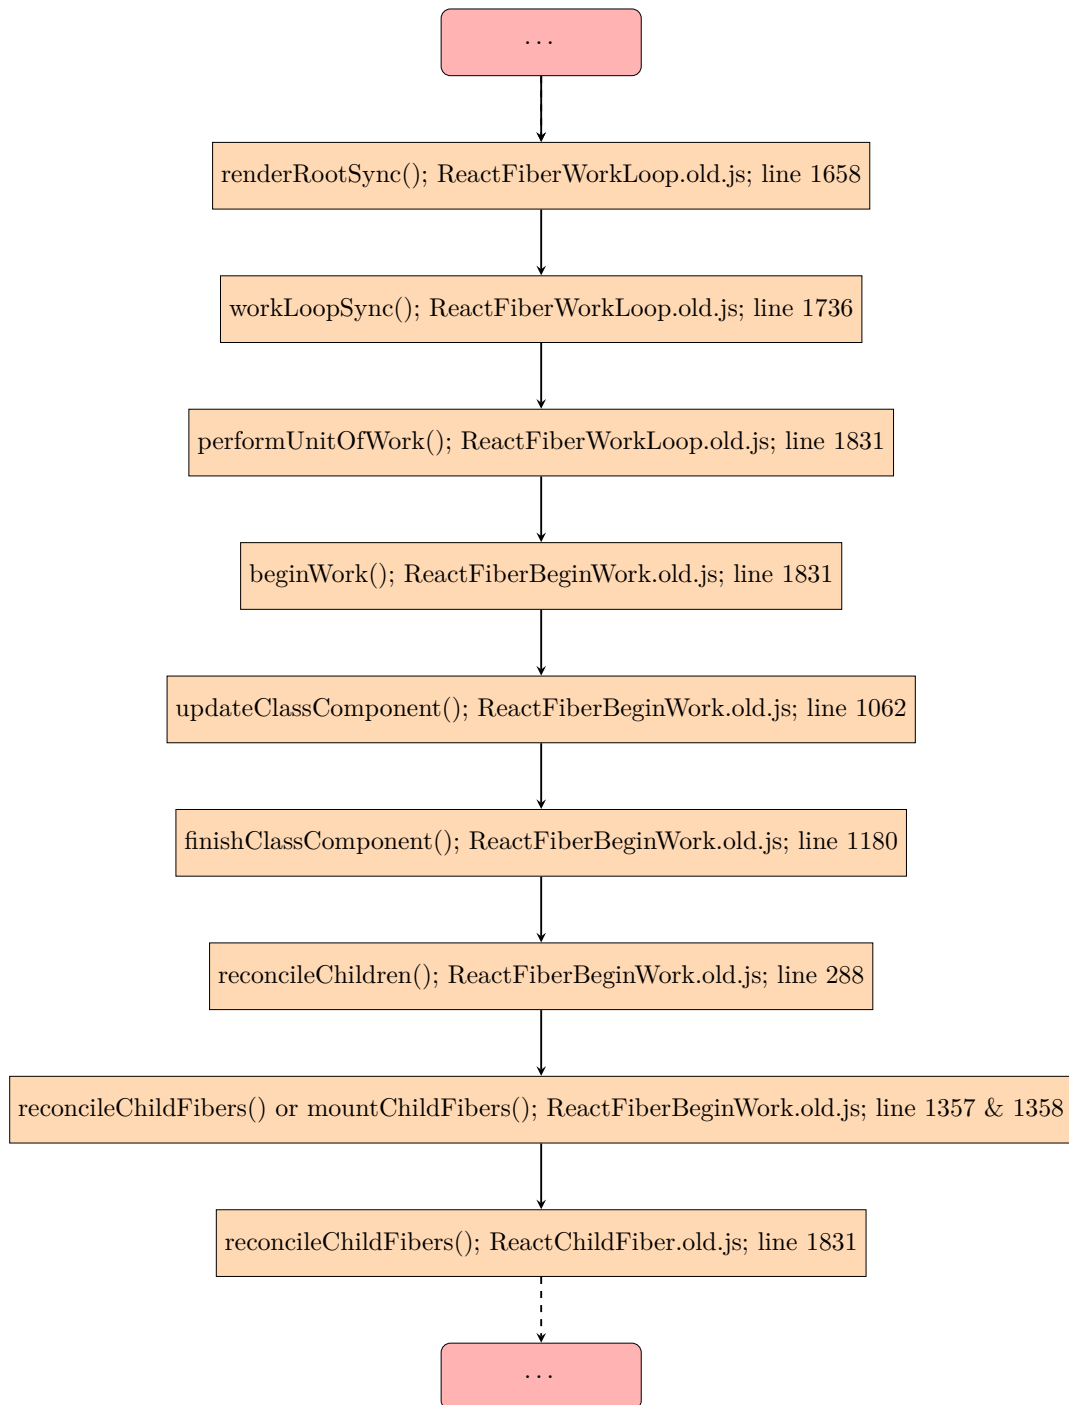 ...
renderRootSync(); ReactFiberWorkLoop.old.js; line 1658
workLoopSync(); ReactFiberWorkLoop.old.js; line 1736
performUnitOfWork(); ReactFiberWorkLoop.old.js; line 1831
beginWork(); ReactFiberBeginWork.old.js; line 1831
updateClassComponent(); ReactFiberBeginWork.old.js; line 1062
finishClassComponent(); ReactFiberBeginWork.old.js; line 1180
reconcileChildren(); ReactFiberBeginWork.old.js; line 288
reconcileChildFibers() or mountChildFibers(); ReactFiberBeginWork.old.js; line 1357 & 1358
reconcileChildFibers(); ReactChildFiber.old.js; line 1831
...